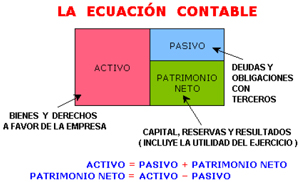 LA ECUACIÓN CONTABLE
ACTIVO
PASIVO
PATRIMONIO
NETO
DEUDAS Y
OBLIGACIONES
CON
TERCEROS
BIENES Y DERECHOS
A FAVOR DE LA EMPRESA
CAPITAL, RESERVAS Y RESULTADOS
( INCLUYE LA UTILIDAD DEL EJERCICIO )
ACTIVO = PASIVO + PATRIMONIO NETO
PATRIMONIO NETO = ACTIVO - PASIVO